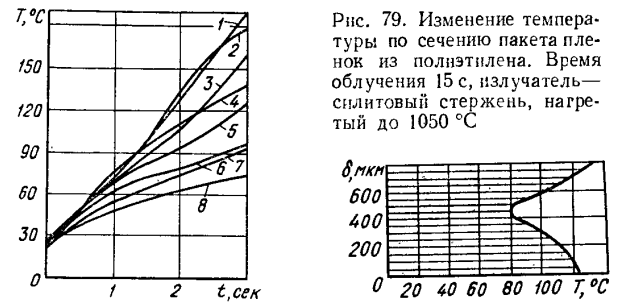 T,°C
150
120
90
60
30
0
1
2
t,сек
1
2
3
4
5
6
7
8
Рис. 79. Изменение темпера-
туры по сечению пакета пле-
нок из полиэтилена. Время
облучения 15 с, излучатель—
силитовый стержень, нагре-
тый до 1050 °С
δ,мкм
600
400
200
0
20
40
60
80
100
T,°C